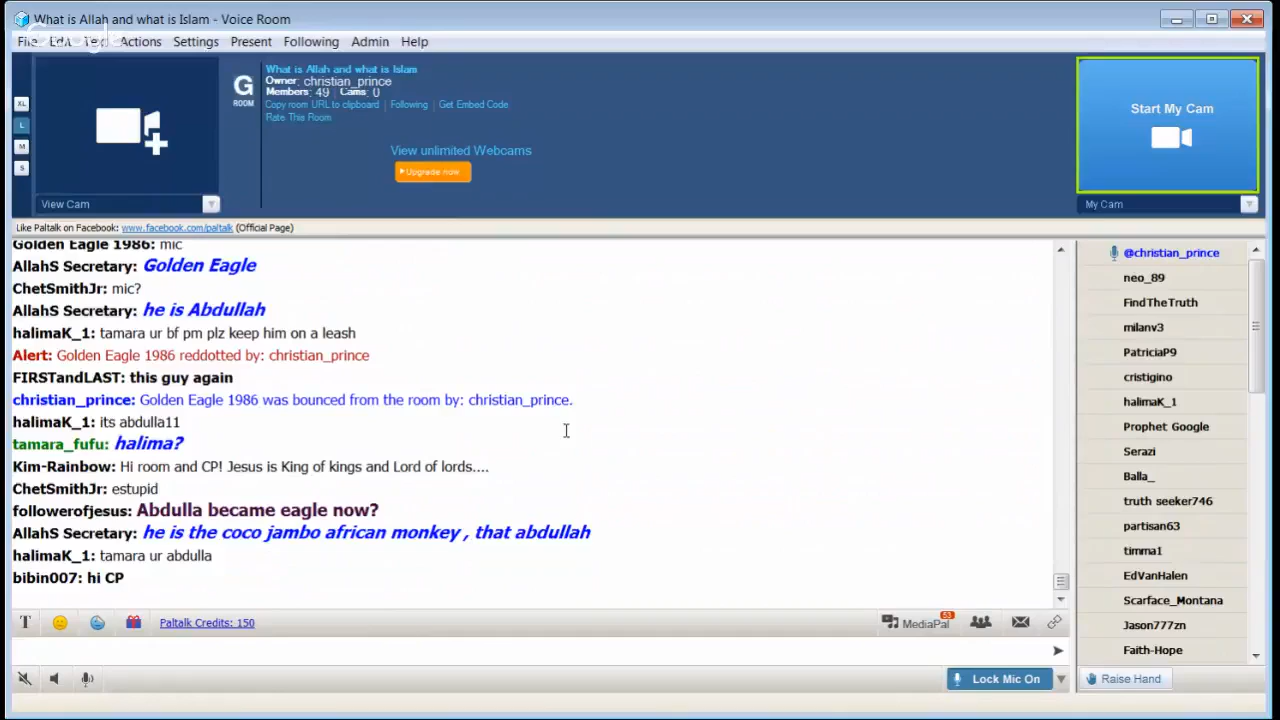 What is Allah and what is Islam - Voice Room
Google
File Edit Text Actions Settings Present Following Admin Help
XL
L
M
S
View Cam
G
ROOM
What is Allah and what is Islam
Owner: christian_prince
Members: 49 | Cams: 0
Copy room URL to clipboard | Following | Get Embed Code
Rate This Room
View unlimited Webcams
Upgrade now
Start My Cam
My Cam
Like Paltalk on Facebook: www.facebook.com/paltalk (Official Page)
Golden Eagle 1986: mic
AllahS Secretary: Golden Eagle
ChetSmithJr: mic?
AllahS Secretary: he is Abdullah
halimaK_1: tamara ur bf pm plz keep him on a leash
Alert: Golden Eagle 1986 reddotted by: christian_prince
FIRSTandLAST: this guy again
christian_prince: Golden Eagle 1986 was bounced from the room by: christian_prince.
halimaK_1: its abdulla11
tamara_fufu: halima?
Kim-Rainbow: Hi room and CP! Jesus is King of kings and Lord of lords....
ChetSmithJr: estupid
followerofjesus: Abdulla became eagle now?
AllahS Secretary: he is the coco jambo african monkey , that abdullah
halimaK_1: tamara ur abdulla
bibin007: hi CP
@christian_prince
neo_89
FindTheTruth
milanv3
PatriciaP9
cristigino
halimaK_1
Prophet Google
Serazi
Balla_
truth seeker746
partisan63
timma1
EdVanHalen
Scarface_Montana
Jason777zn
Faith-Hope
T
Paltalk Credits: 150
MediaPal
53
Lock Mic On
Raise Hand